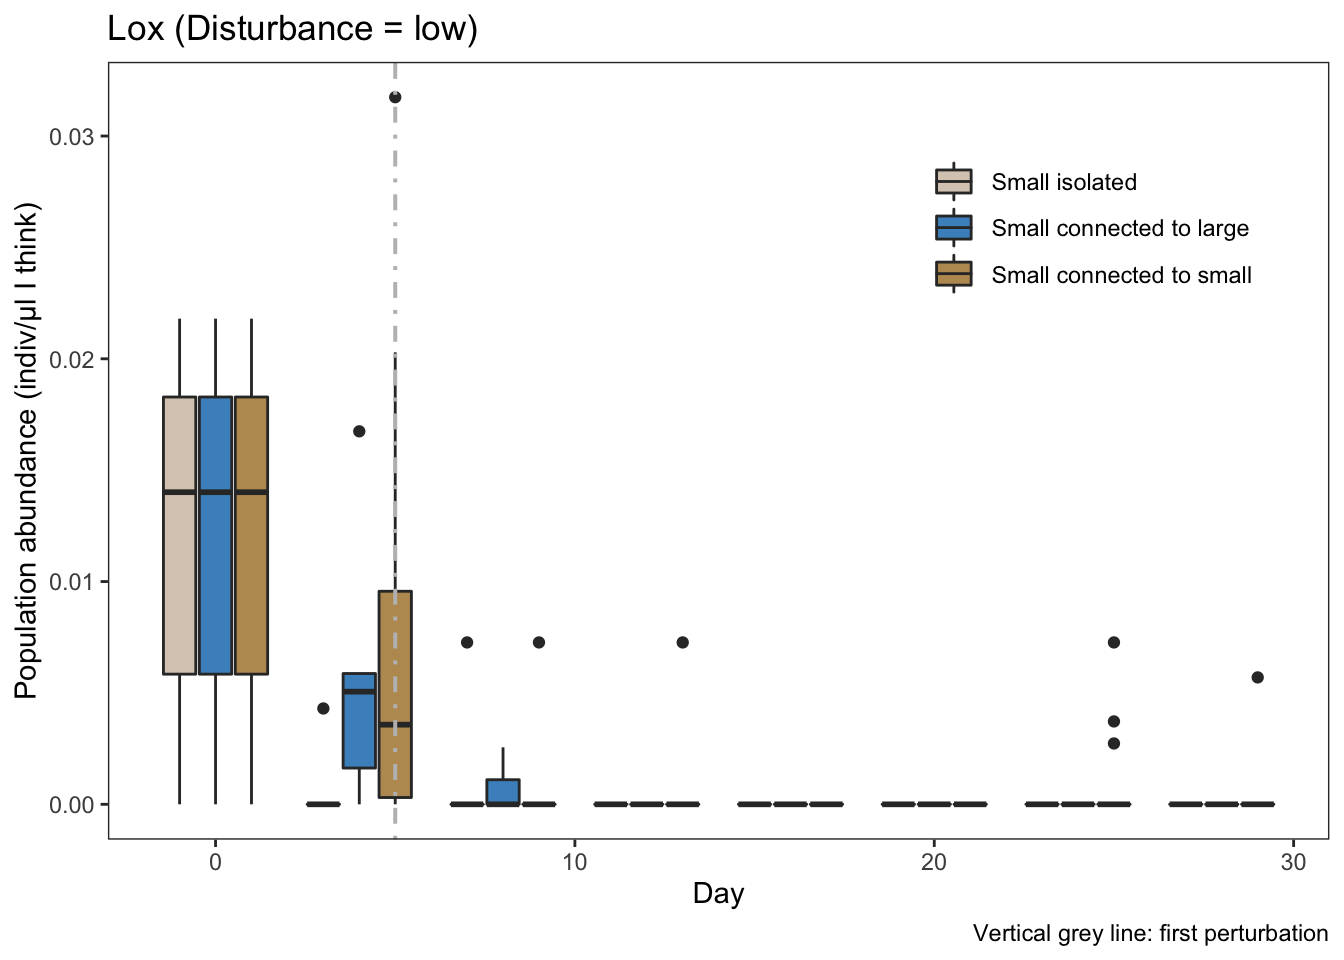 Lox (Disturbance = low)
Population abundance (indiv/μl I think)
0.03
0.02
0.01
0.00
Small isolated
Small connected to large
Small connected to small
0 10 20 30
Day
Vertical grey line: first perturbation